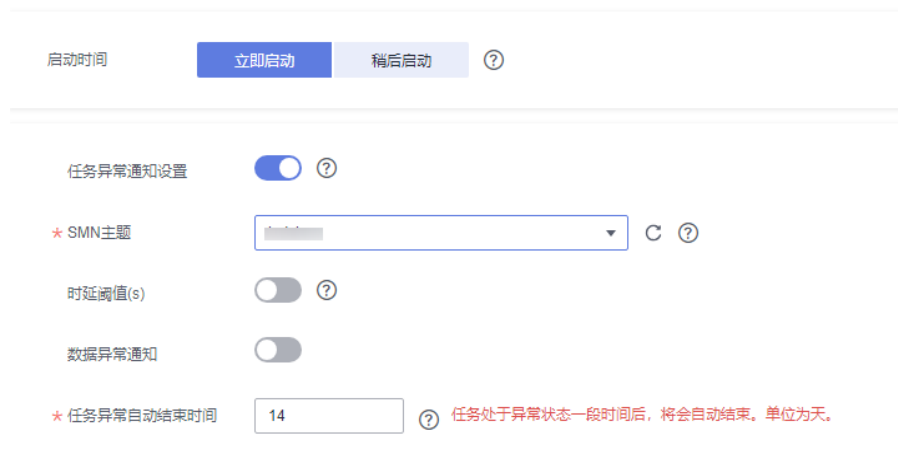 启动时间 立即启动 稍后启动 ?
任务异常通知设置 ?
* SMN主题 ?
时延阈值(s) ?
数据异常通知
* 任务异常自动结束时间 14 ? 任务处于异常状态一段时间后，将会自动结束。单位为天。